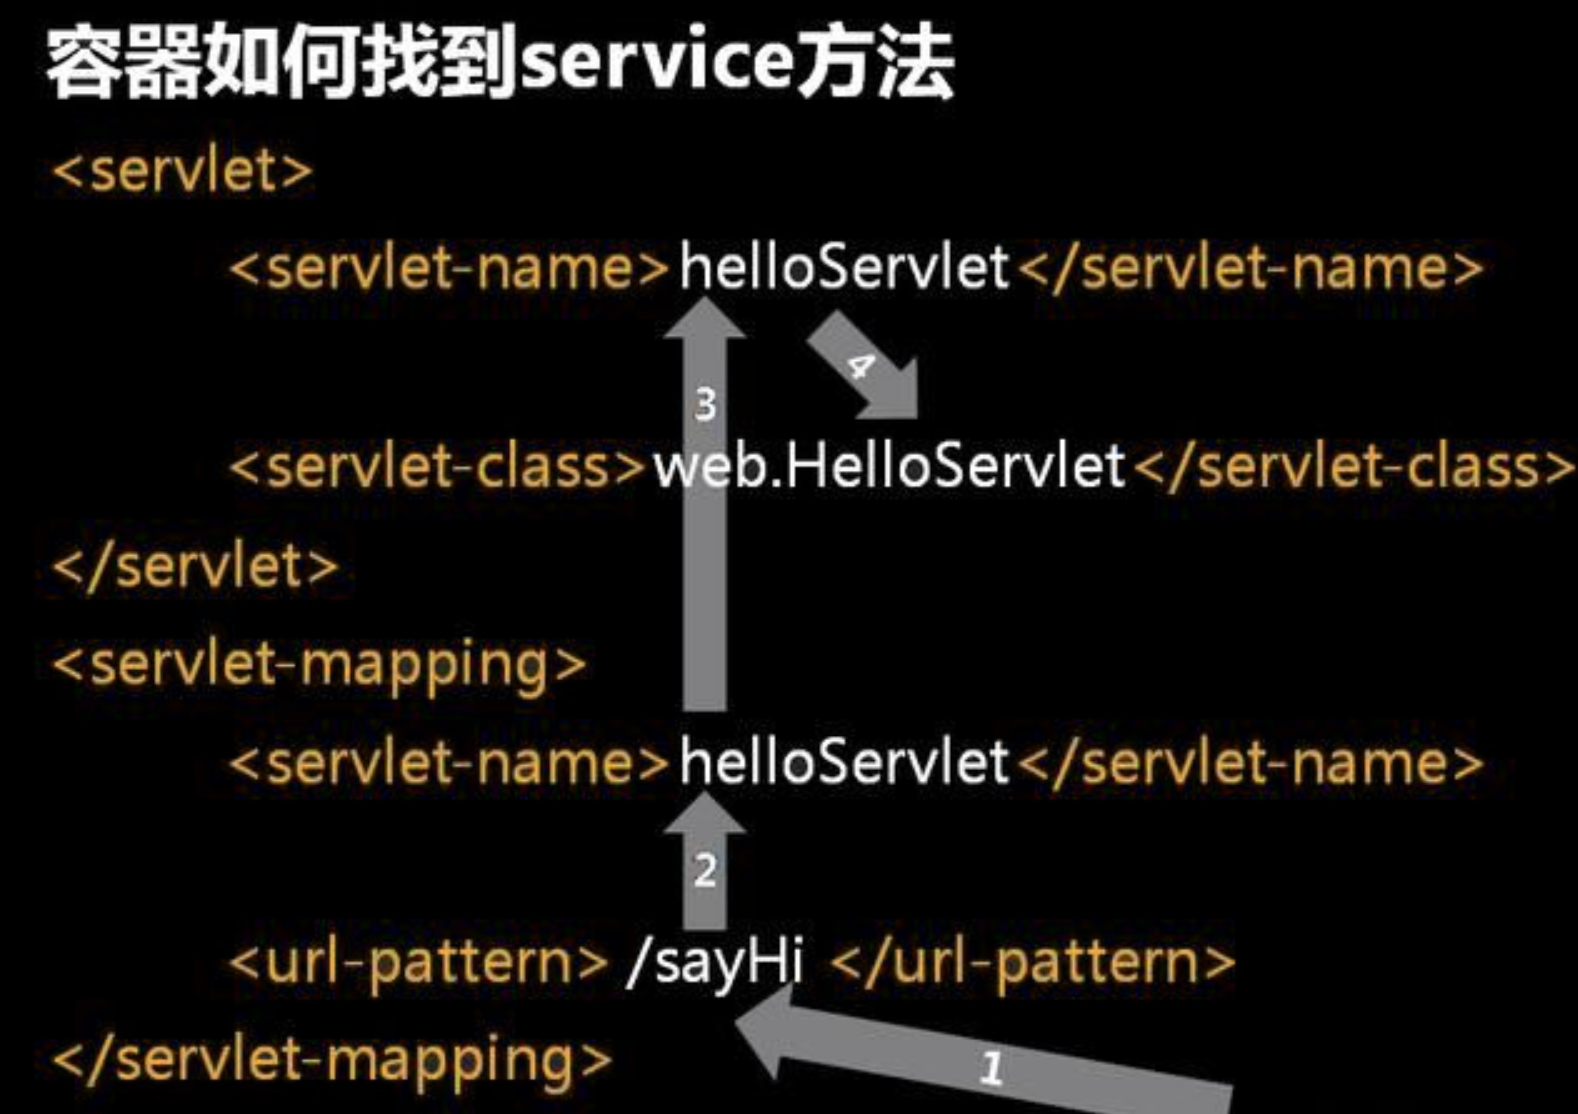 容器如何找到service方法
<servlet>
<servlet-name>helloServlet</servlet-name>
4
3
<servlet-class>web.HelloServlet</servlet-class>
</servlet>
<servlet-mapping>
<servlet-name>helloServlet</servlet-name>
2
<url-pattern> /sayHi </url-pattern>
</servlet-mapping>
1